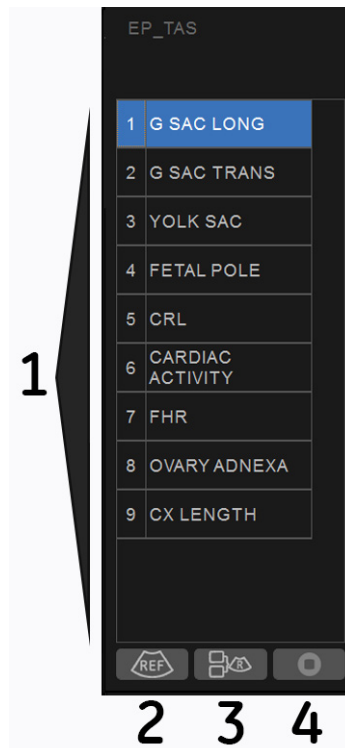 EP_TAS
1 G SAC LONG
2 G SAC TRANS
3 YOLK SAC
4 FETAL POLE
5 CRL
6 CARDIAC
ACTIVITY
7 FHR
8 OVARY ADNEXA
9 CX LENGTH
1
REF R
2 3 4